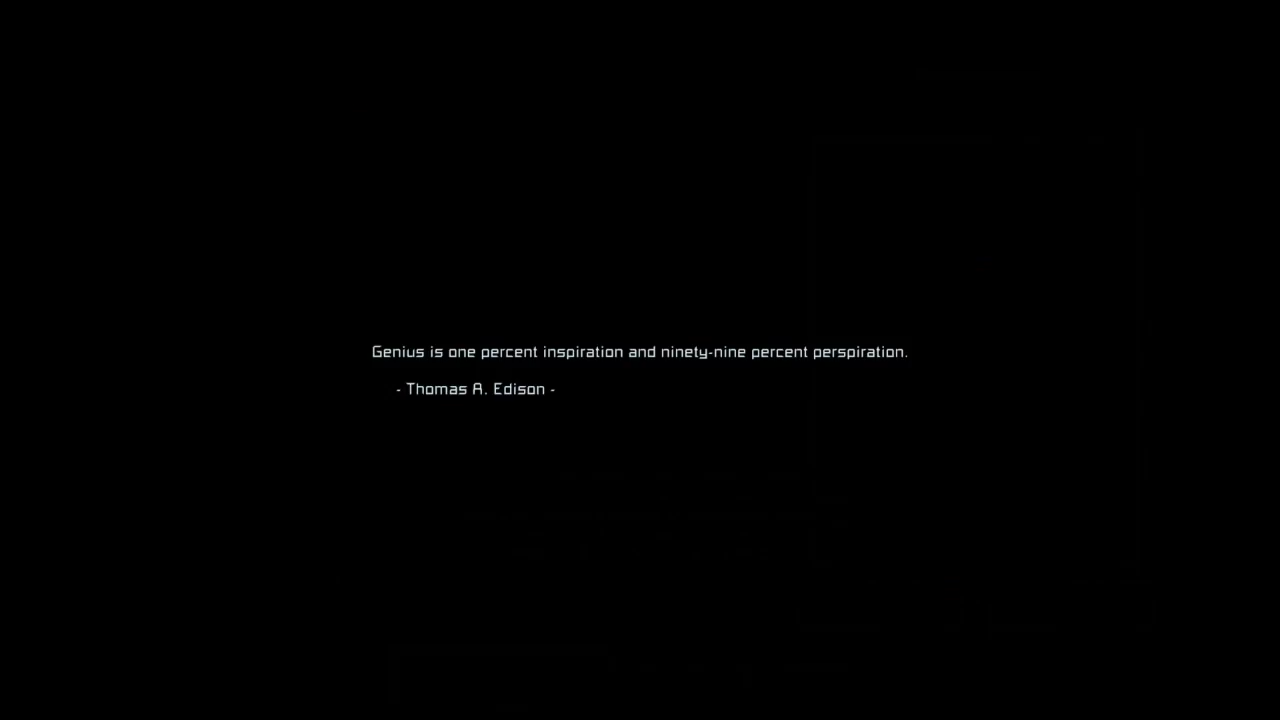 Genius is one percent inspiration and ninety-nine percent perspiration.
- Thomas A. Edison -